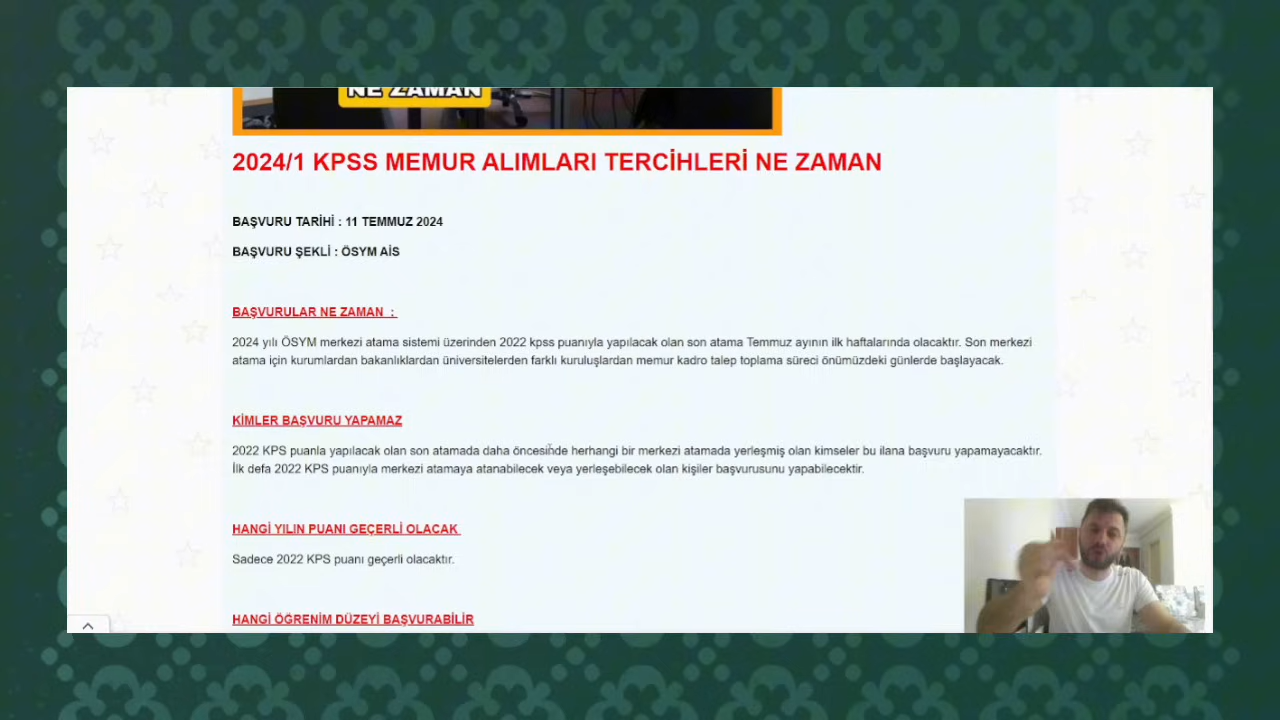 NE ZAMAN
2024/1 KPSS MEMUR ALIMLARI TERCİHLERİ NE ZAMAN
BAŞVURU TARİHİ : 11 TEMMUZ 2024
BAŞVURU ŞEKLİ : ÖSYM AİS
BAŞVURULAR NE ZAMAN :
2024 yılı ÖSYM merkezi atama sistemi üzerinden 2022 kpss puanıyla yapılacak olan son atama Temmuz ayının ilk haftalarında olacaktır. Son merkezi
atama için kurumlardan bakanlıklardan üniversitelerden farklı kuruluşlardan memur kadro talep toplama süreci önümüzdeki günlerde başlayacak.
KİMLER BAŞVURU YAPAMAZ
2022 KPS puanla yapılacak olan son atamada daha öncesinde herhangi bir merkezi atamada yerleşmiş olan kimseler bu ilana başvuru yapamayacaktır.
İlk defa 2022 KPS puanıyla merkezi atamaya atanabilecek veya yerleşebilecek olan kişiler başvurusunu yapabilecektir.
HANGİ YILIN PUANI GEÇERLİ OLACAK
Sadece 2022 KPS puanı geçerli olacaktır.
HANGİ ÖĞRENİM DÜZEYİ BAŞVURABİLİR